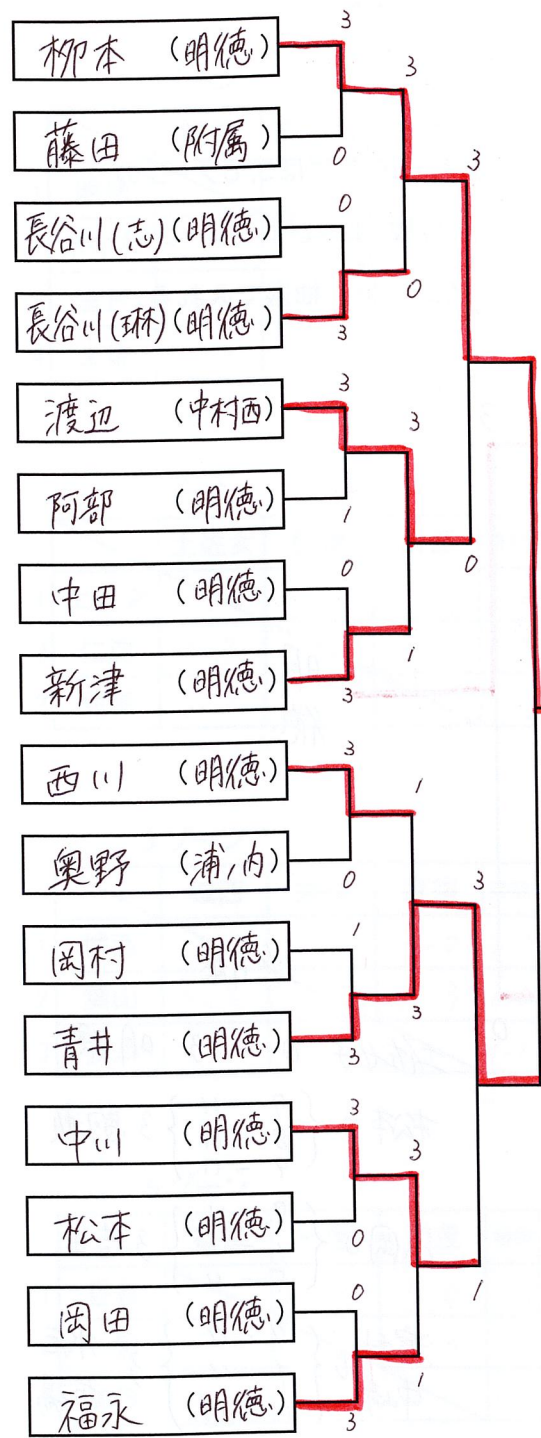 3
柳本 (明徳)
3
藤田 (附属)
0
3
0
長谷川(志)(明徳)
0
長谷川(琳)(明徳)
3
3
渡辺 (中村西)
3
阿部 (明徳)
1
0
0
中田 (明徳)
1
新津 (明徳)
3
3
西川 (明徳)
1
奥野 (浦ノ内)
0
3
1
岡村 (明徳)
3
青井 (明徳)
3
3
中川 (明徳)
3
松本 (明徳)
0
0
1
岡田 (明徳)
1
福永 (明徳)
3